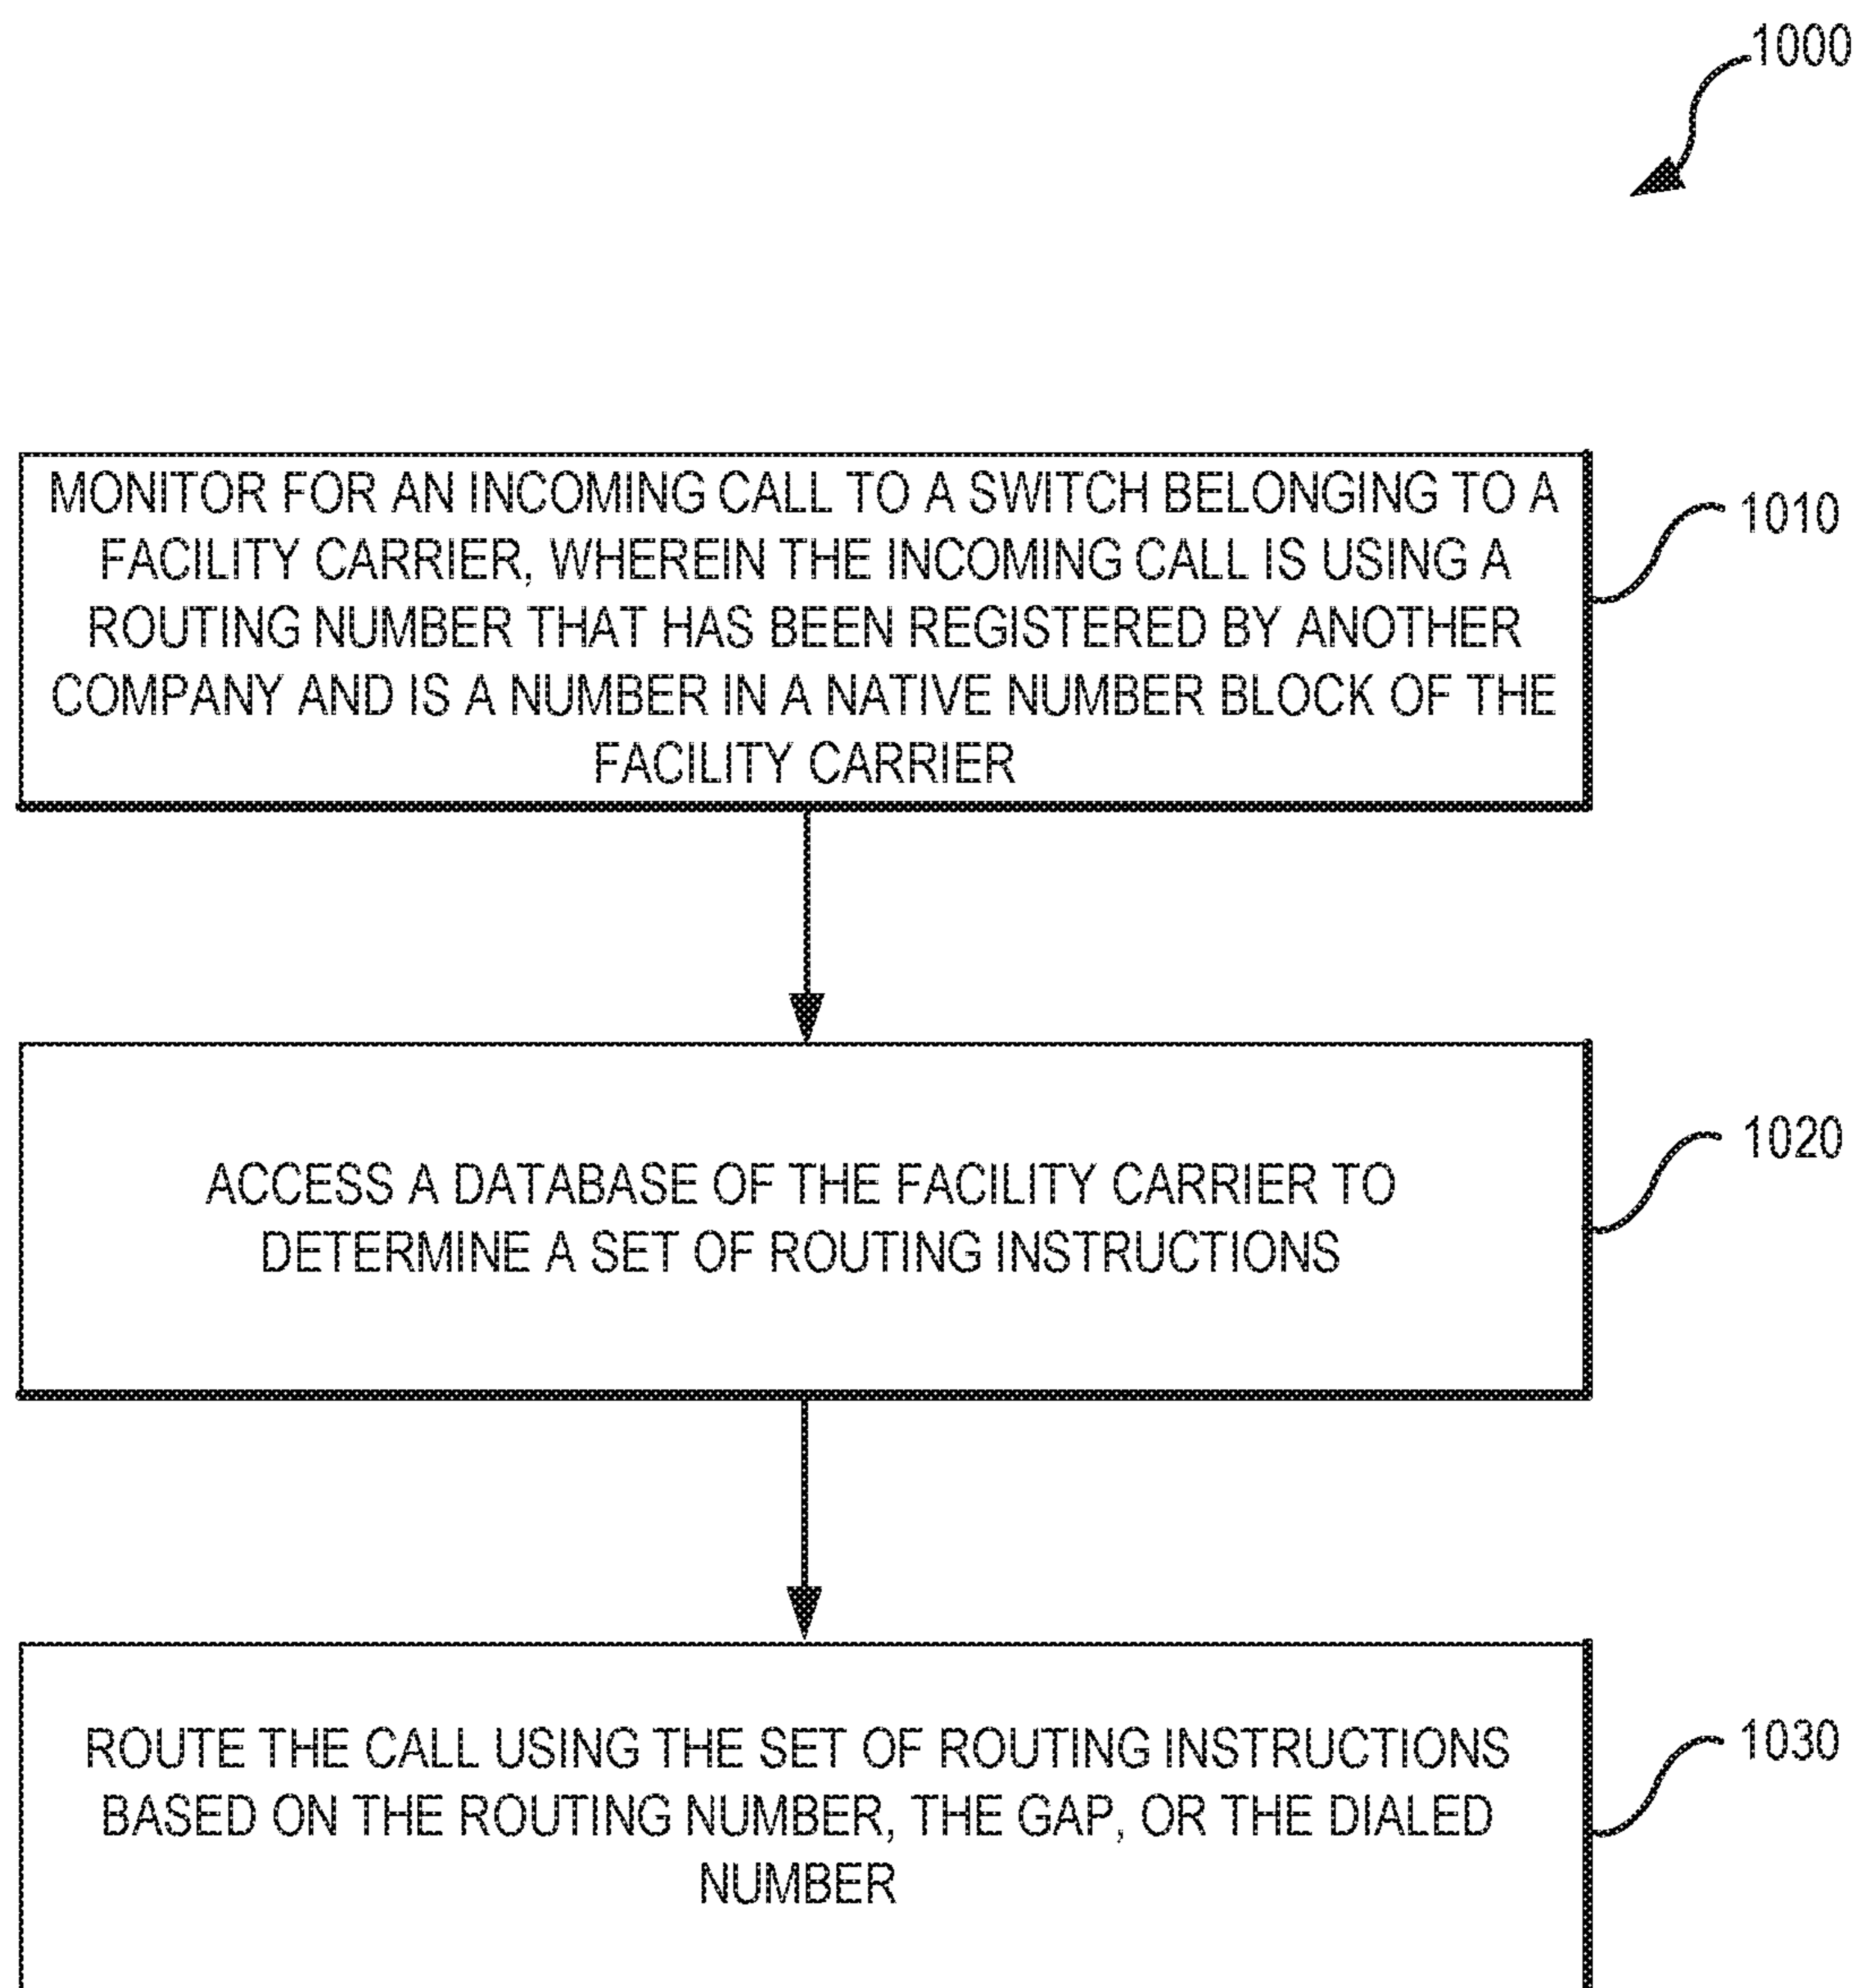 1000
MONITOR FOR AN INCOMING CALL TO A SWITCH BELONGING TO A
FACILITY CARRIER, WHEREIN THE INCOMING CALL IS USING A
ROUTING NUMBER THAT HAS BEEN REGISTERED BY ANOTHER
COMPANY AND IS A NUMBER IN A NATIVE NUMBER BLOCK OF THE
FACILITY CARRIER
1010
ACCESS A DATABASE OF THE FACILITY CARRIER TO
DETERMINE A SET OF ROUTING INSTRUCTIONS
1020
ROUTE THE CALL USING THE SET OF ROUTING INSTRUCTIONS
BASED ON THE ROUTING NUMBER, THE GAP, OR THE DIALED
NUMBER
1030